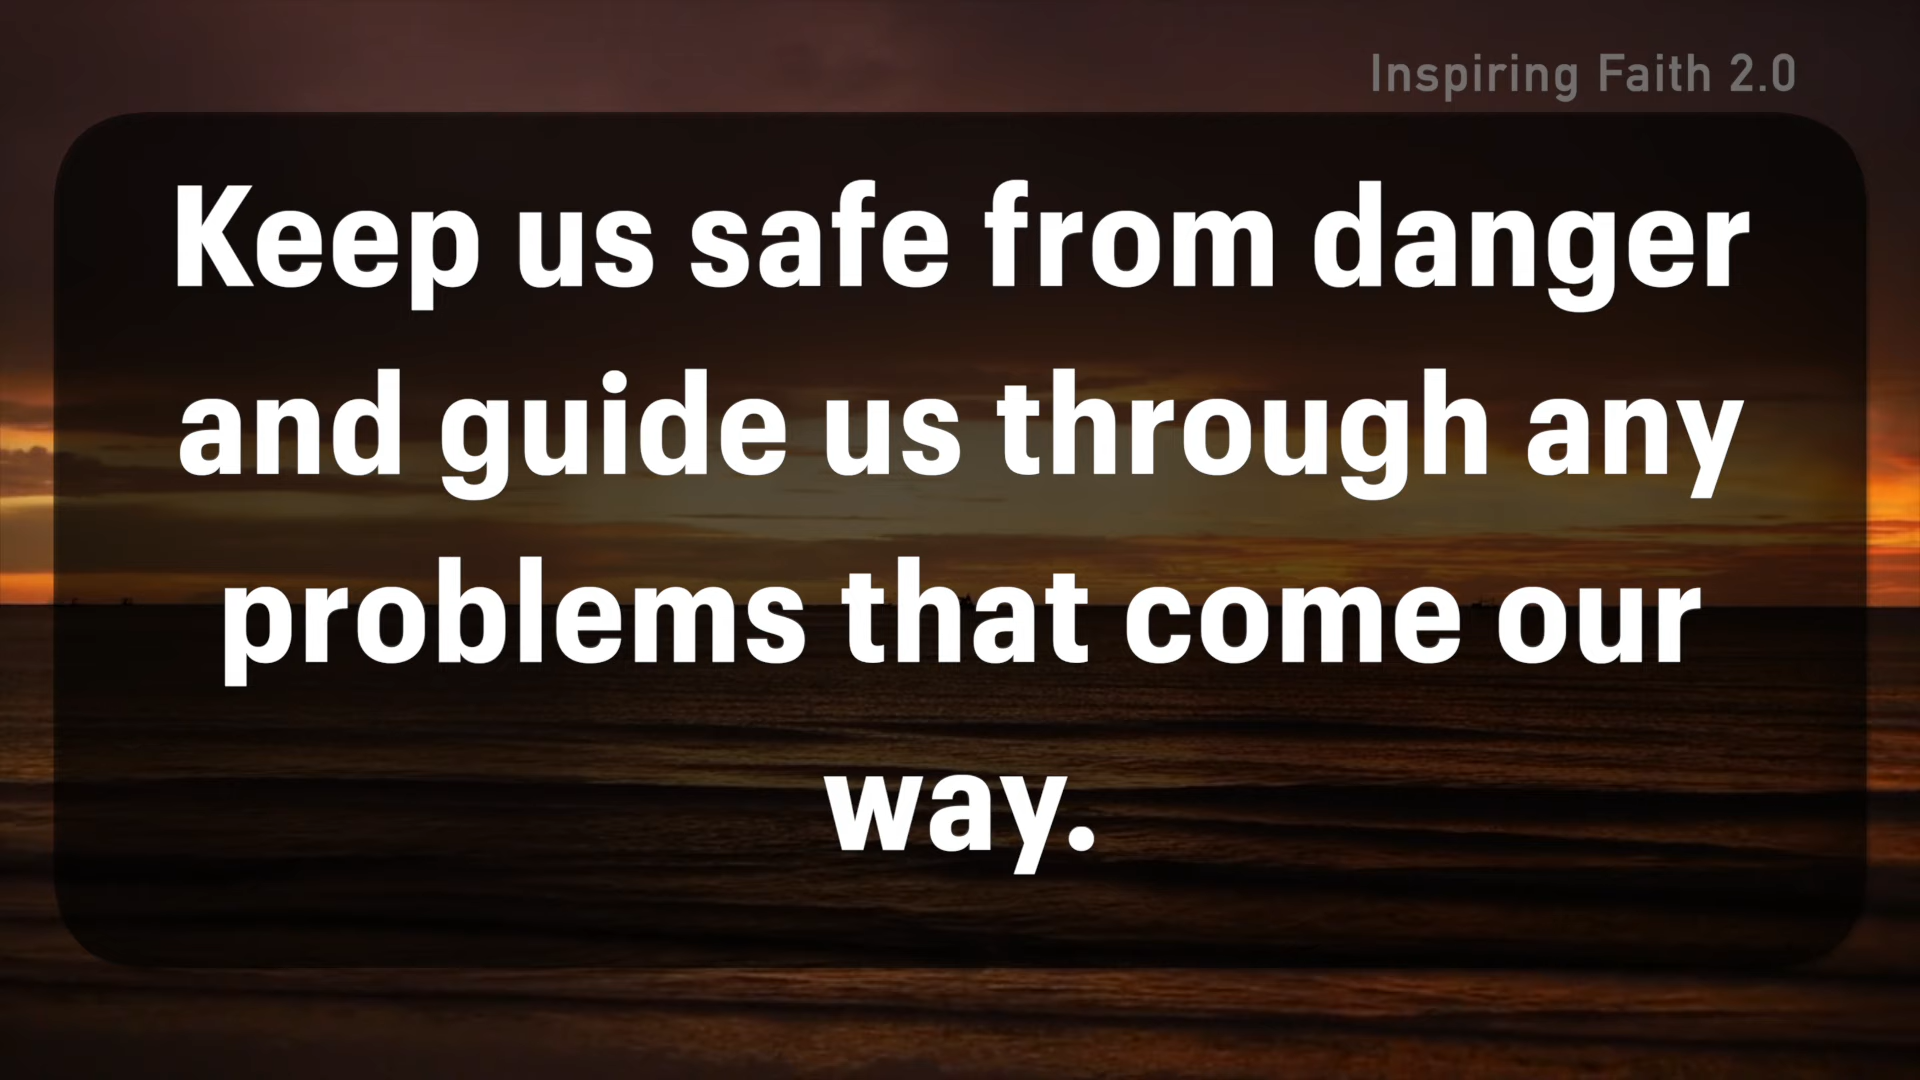 Inspiring Faith 2.0
Keep us safe from danger
and guide us through any
problems that come our
way.